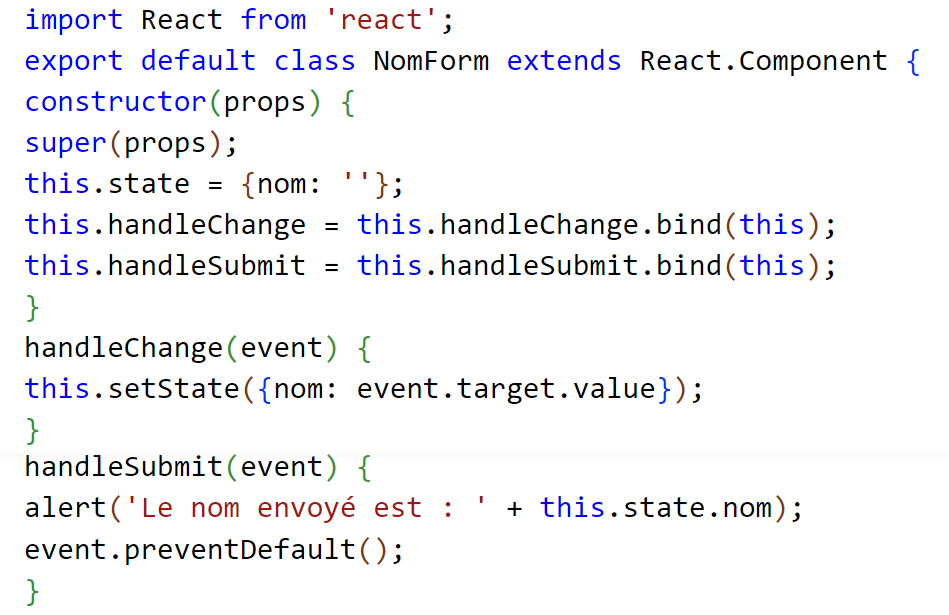 import React from 'react';
export default class NomForm extends React.Component {
constructor(props) {
super(props);
this.state = {nom: ''};
this.handleChange = this.handleChange.bind(this);
this.handleSubmit = this.handleSubmit.bind(this);
}
handleChange(event) {
this.setState({nom: event.target.value});
}
handleSubmit(event) {
alert('Le nom envoyé est : ' + this.state.nom);
event.preventDefault();
}